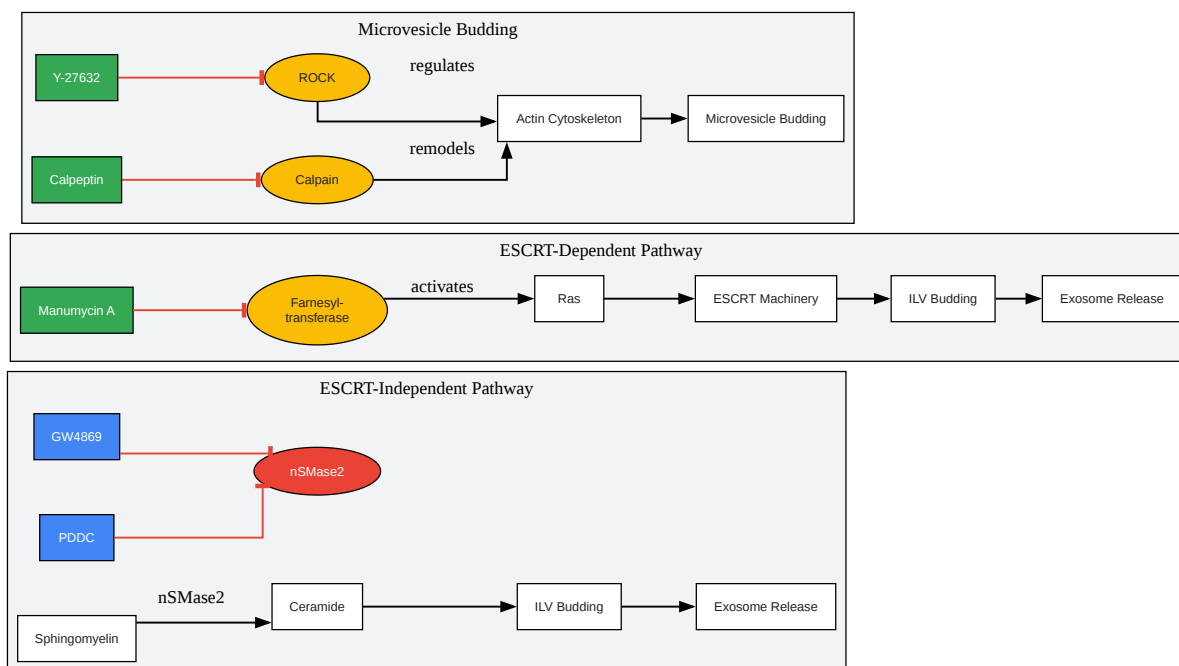 Microvesicle Budding
Y-27632
ROCK
regulates
Actin Cytoskeleton
Microvesicle Budding
remodels
Calpeptin
Calpain
ESCRT-Dependent Pathway
Manumycin A
Farnesyl-
transferase
activates
Ras
ESCRT Machinery
ILV Budding
Exosome Release
ESCRT-Independent Pathway
GW4869
nSMase2
PDDC
Sphingomyelin
nSMase2
Ceramide
ILV Budding
Exosome Release